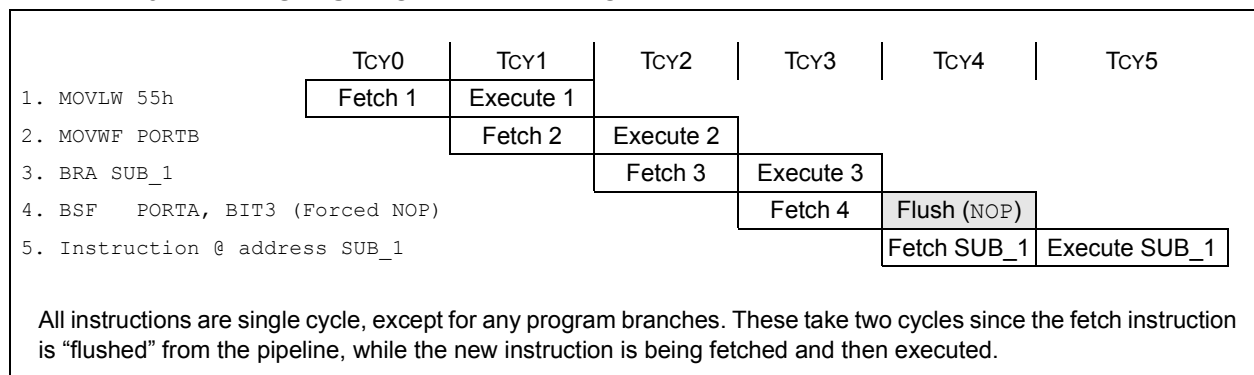 TCY0 TCY1 TCY2 TCY3 TCY4 TCY5
1. MOVLW 55h Fetch 1 Execute 1
2. MOVWF PORTB Fetch 2 Execute 2
3. BRA SUB_1 Fetch 3 Execute 3
4. BSF PORTA, BIT3 (Forced NOP) Fetch 4 Flush (NOP)
5. Instruction @ address SUB_1 Fetch SUB_1 Execute SUB_1
All instructions are single cycle, except for any program branches. These take two cycles since the fetch instruction
is “flushed” from the pipeline, while the new instruction is being fetched and then executed.